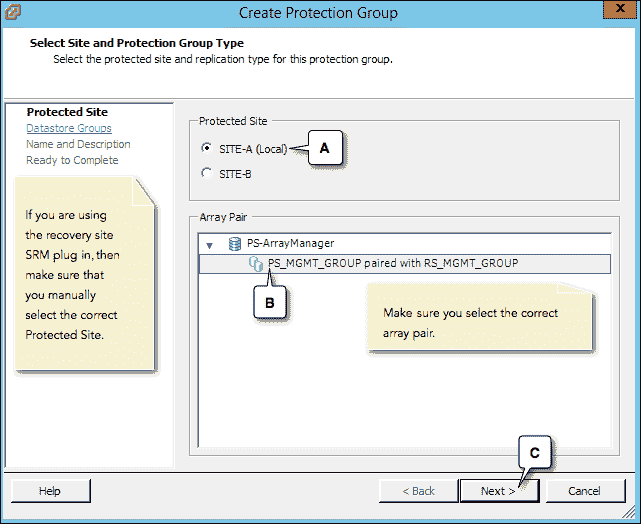 Create Protection Group
x
Select Site and Protection Group Type
Select the protected site and replication type for this protection group.
Protected Site
Datastore Groups
Name and Description
Ready to Complete
If you are using
the recovery site
SRM plug in, then
make sure that
you manually
select the correct
Protected Site.
Protected Site
SITE-A (Local)
A
SITE-B
Array Pair
PS-ArrayManager
PS_MGMT_GROUP paired with RS_MGMT_GROUP
B
Make sure you select the correct
array pair.
C
Help
< Back
Next >
Cancel